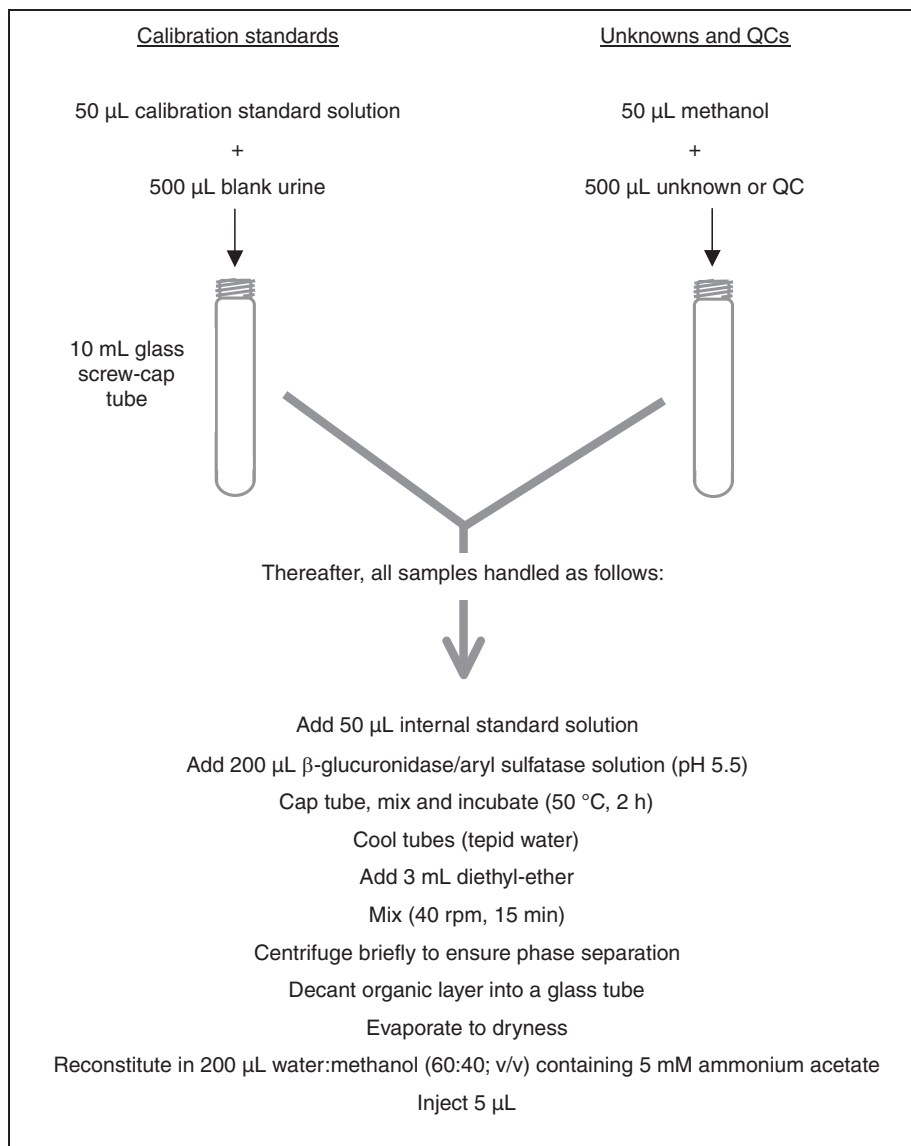 Calibration standards
Unknowns and QCs
50 µL calibration standard solution
+
500 µL blank urine
50 µL methanol
+
500 µL unknown or QC
10 mL glass
screw-cap
tube
Thereafter, all samples handled as follows:
Add 50 µL internal standard solution
Add 200 µL β-glucuronidase/aryl sulfatase solution (pH 5.5)
Cap tube, mix and incubate (50 °C, 2 h)
Cool tubes (tepid water)
Add 3 mL diethyl-ether
Mix (40 rpm, 15 min)
Centrifuge briefly to ensure phase separation
Decant organic layer into a glass tube
Evaporate to dryness
Reconstitute in 200 µL water:methanol (60:40; v/v) containing 5 mM ammonium acetate
Inject 5 µL